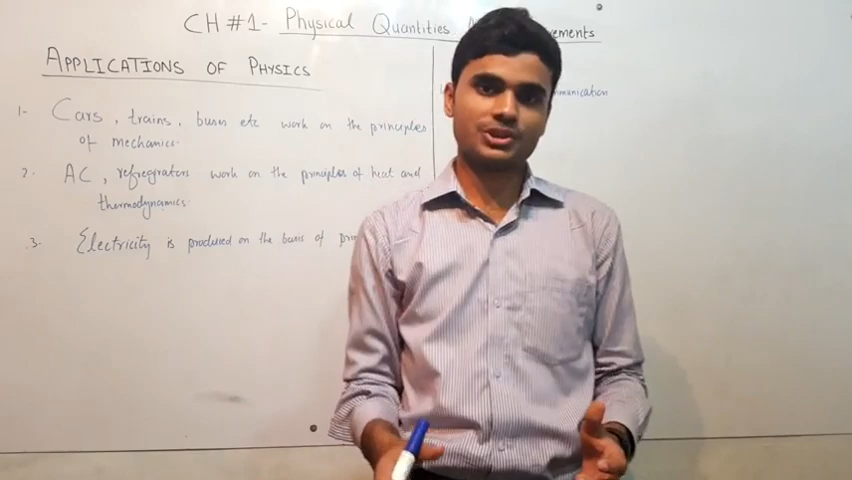 CH #1- Physical Quantities
APPLICATIONS OF PHYSICS
1- Cars, trains, buses etc work on the principles
of mechanics.
2- AC, refregrators work on the principles of heat and
thermodynamics.
3- Electricity is produced on the basis of